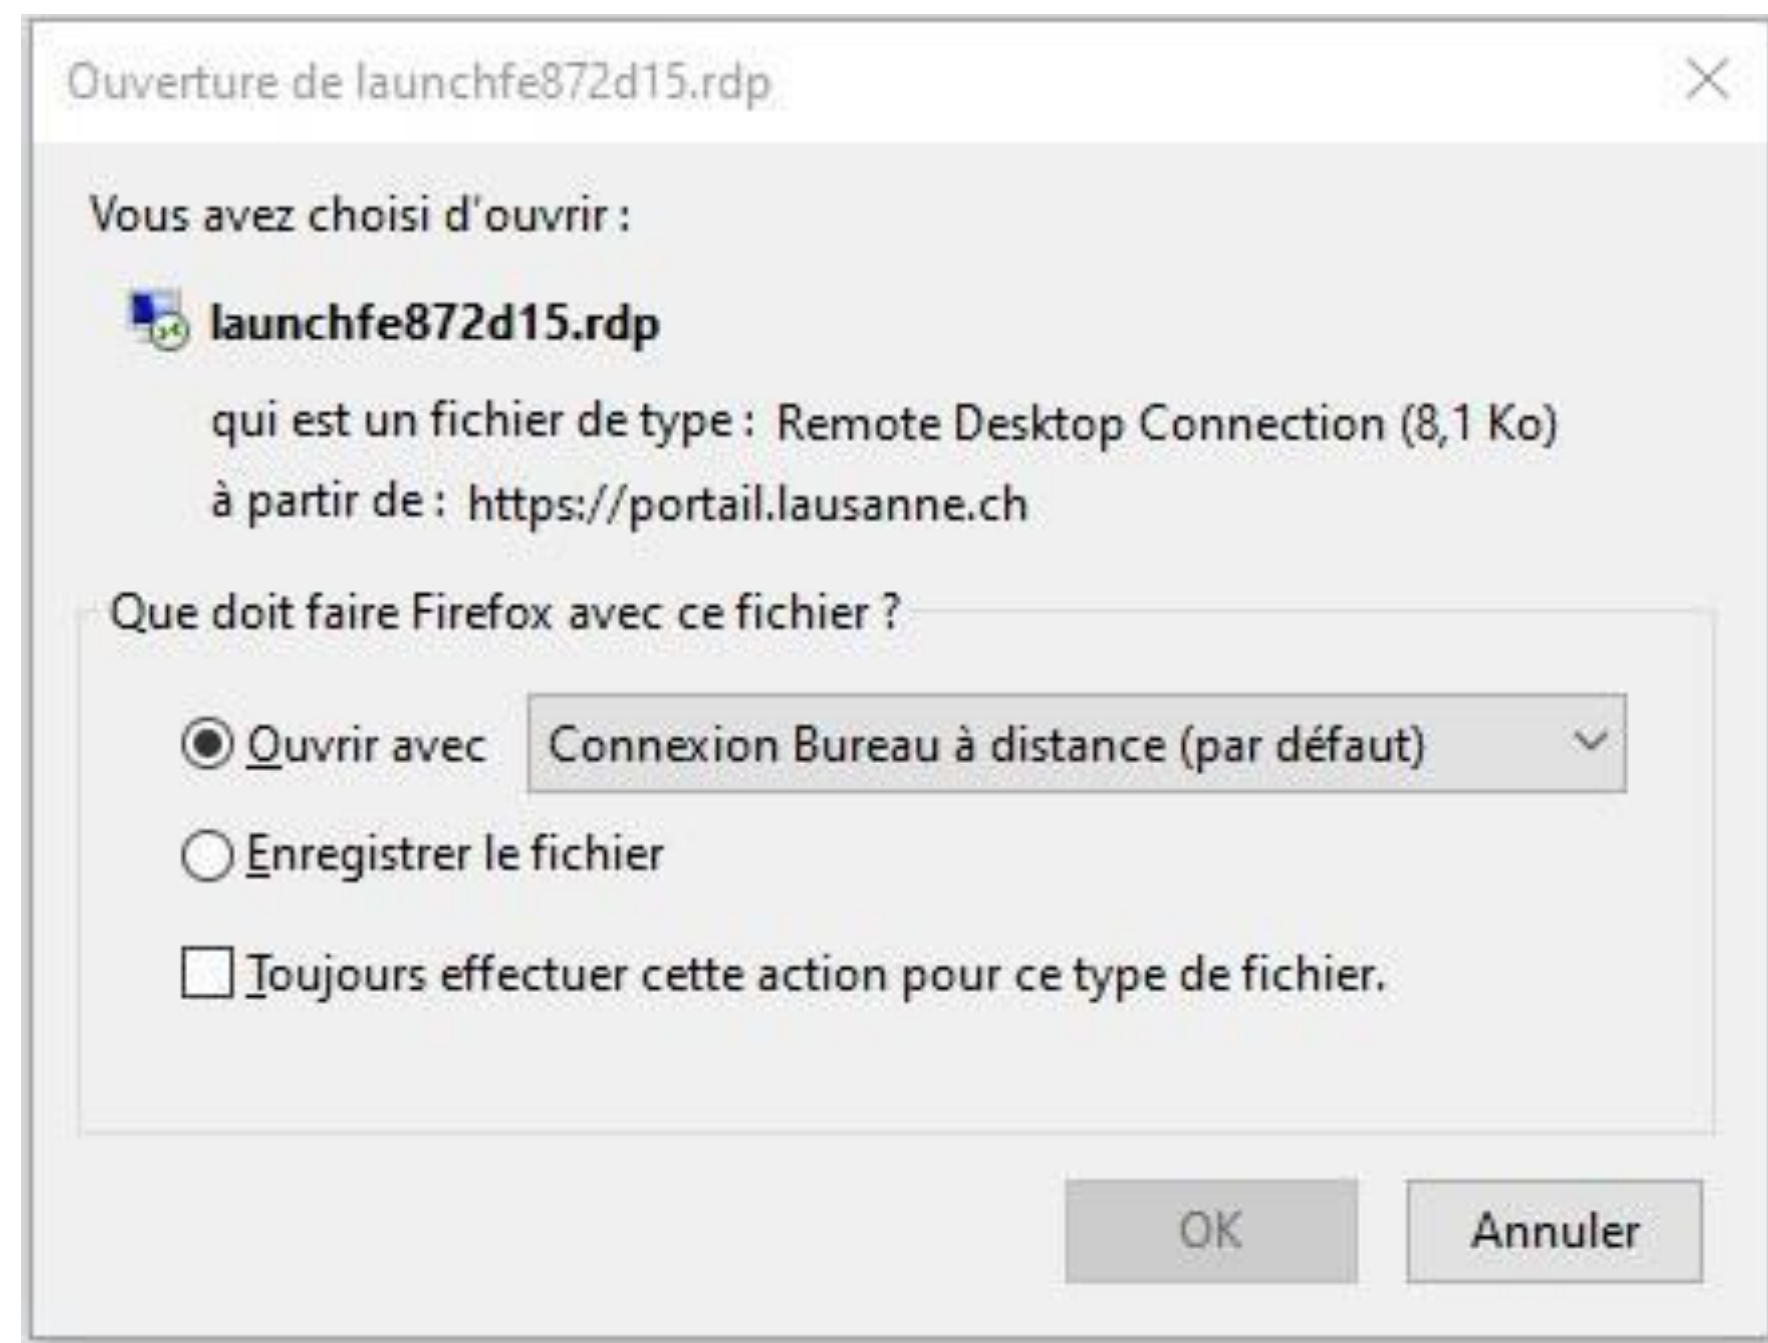 Ouverture de launchfe872d15.rdp
Vous avez choisi d'ouvrir :
launchfe872d15.rdp
qui est un fichier de type : Remote Desktop Connection (8,1 Ko)
à partir de : https://portail.lausanne.ch
Que doit faire Firefox avec ce fichier ?
Ouvrir avec Connexion Bureau à distance (par défaut)
Enregistrer le fichier
Toujours effectuer cette action pour ce type de fichier.
OK Annuler